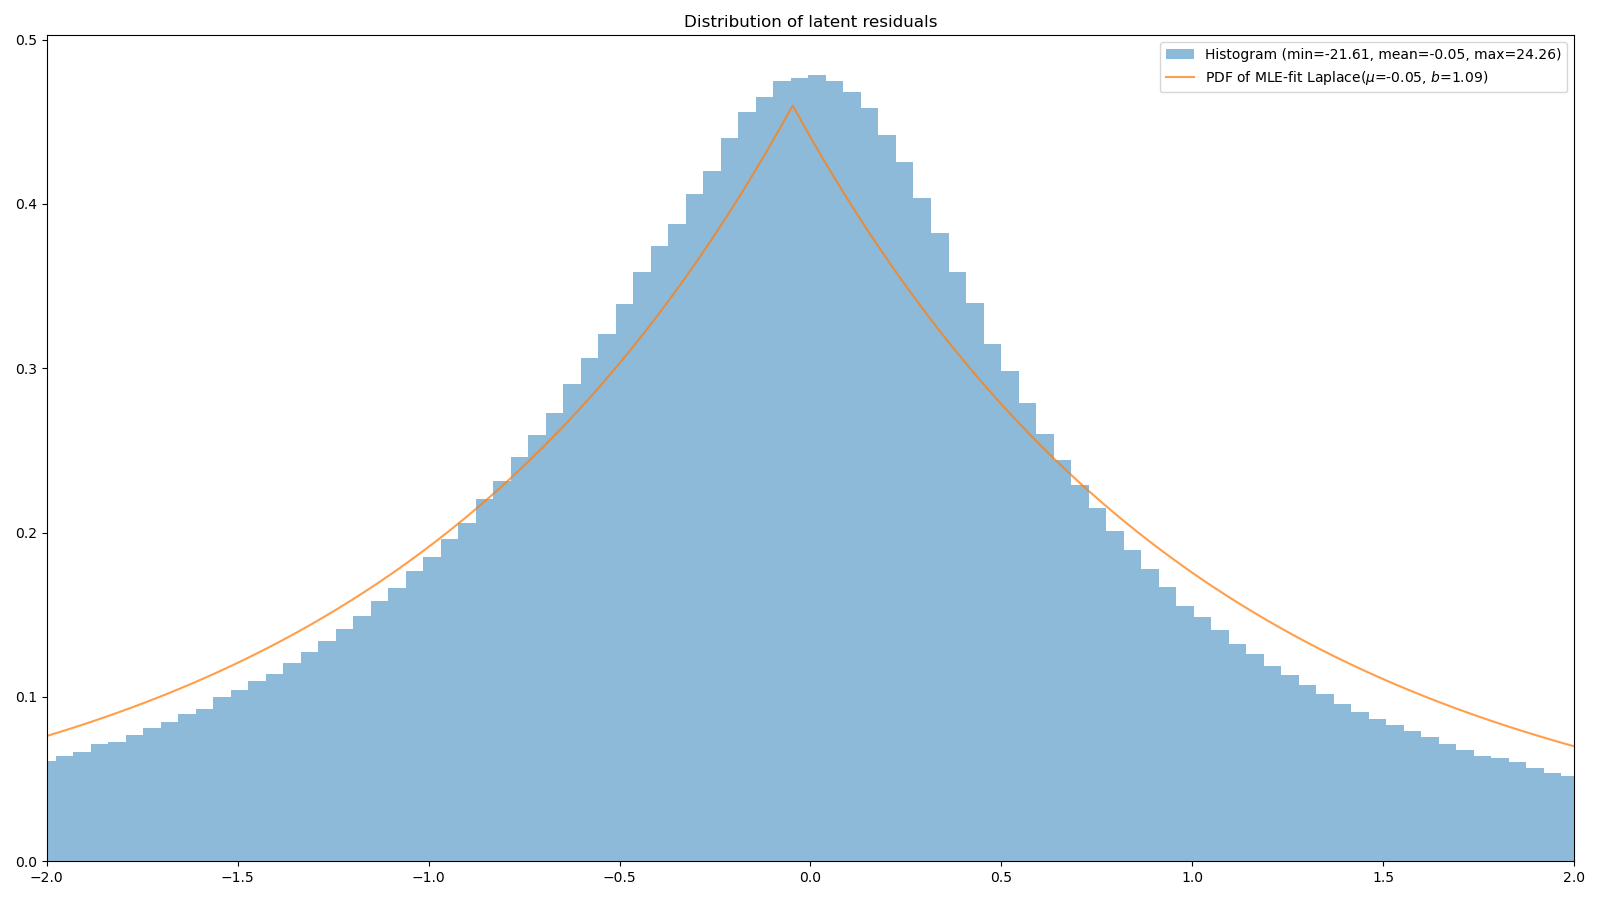 Distribution of latent residuals
Histogram (min=-21.61, mean=-0.05, max=24.26)
PDF of MLE-fit Laplace(μ=-0.05, b=1.09)
0.5
0.4
0.3
0.2
0.1
0.0
−2.0 −1.5 −1.0 −0.5 0.0 0.5 1.0 1.5 2.0